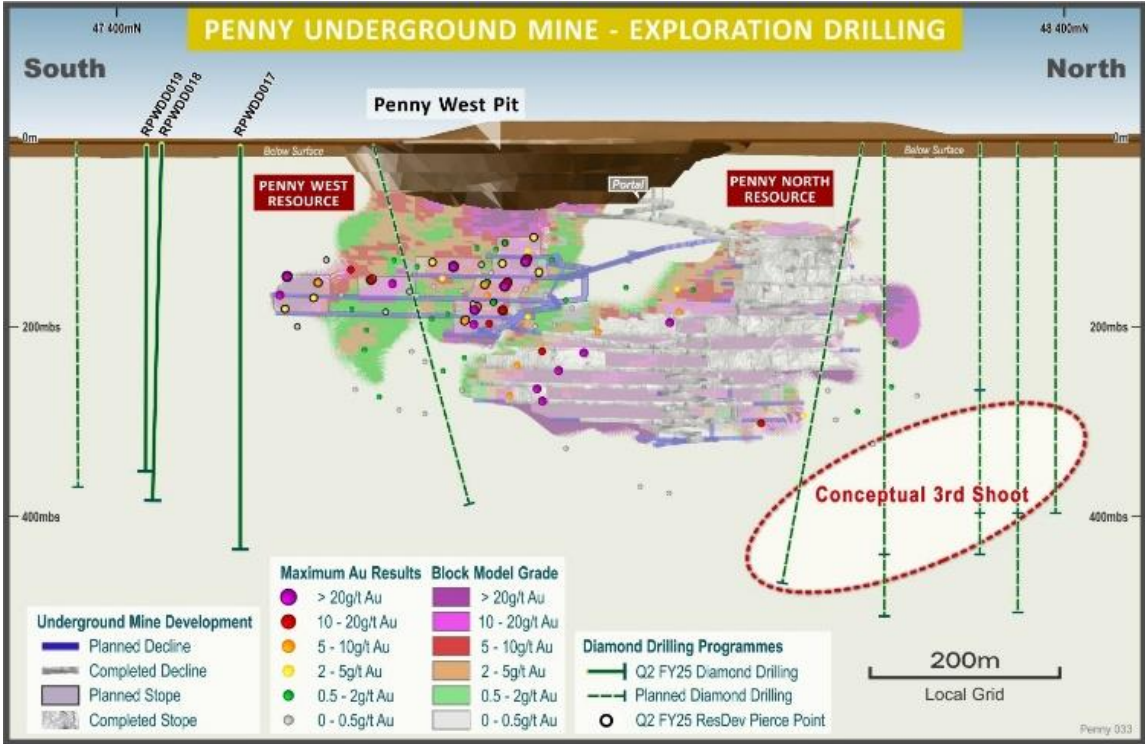 47 400mN
PENNY UNDERGROUND MINE - EXPLORATION DRILLING
48 400mN
South
North
RPWDD019
RPWDD018
RPWDD017
Penny West Pit
0m
Below Surface
Below Surface
0m
PENNY WEST
RESOURCE
Portal
PENNY NORTH
RESOURCE
200mbs
200mbs
Conceptual 3rd Shoot
400mbs
400mbs
Underground Mine Development
Planned Decline
Completed Decline
Planned Stope
Completed Stope
Maximum Au Results
> 20g/t Au
10 - 20g/t Au
5 - 10g/t Au
2 - 5g/t Au
0.5 - 2g/t Au
0 - 0.5g/t Au
Block Model Grade
> 20g/t Au
10 - 20g/t Au
5 - 10g/t Au
2 - 5g/t Au
0.5 - 2g/t Au
0 - 0.5g/t Au
Diamond Drilling Programmes
Q2 FY25 Diamond Drilling
Planned Diamond Drilling
Q2 FY25 ResDev Pierce Point
200m
Local Grid
Penny 033